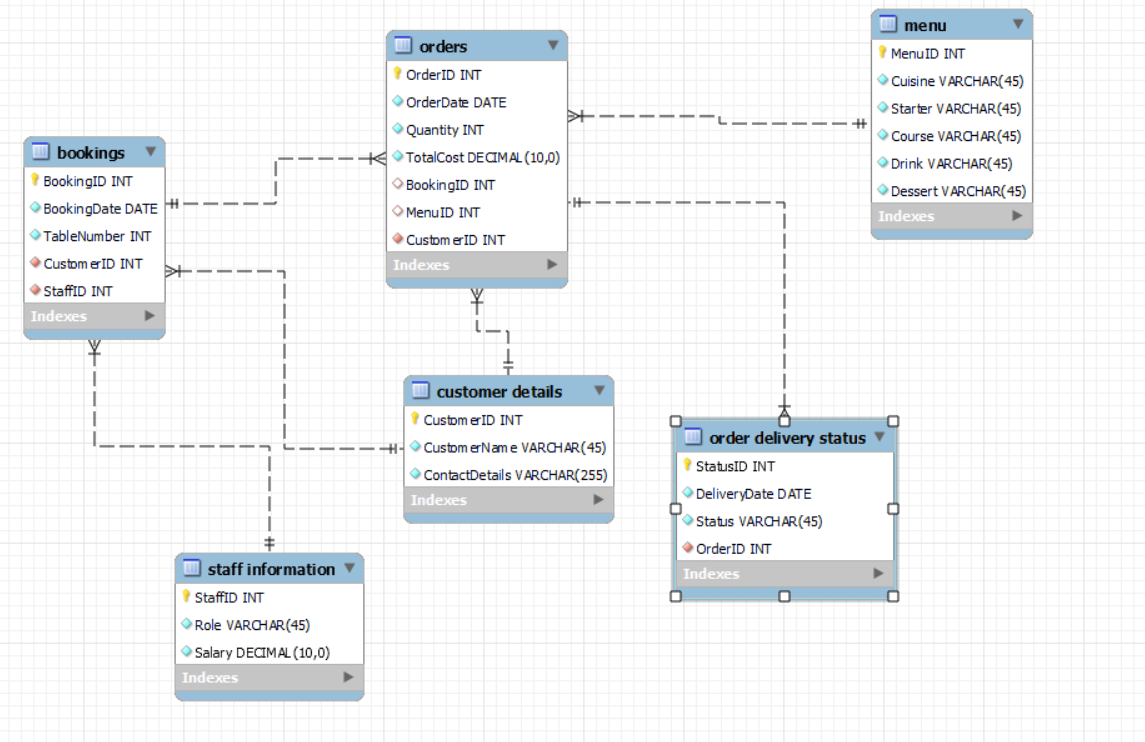 orders
OrderID INT
OrderDate DATE
Quantity INT
TotalCost DECIMAL(10,0)
BookingID INT
MenuID INT
CustomerID INT
Indexes
menu
MenuID INT
Cuisine VARCHAR(45)
Starter VARCHAR(45)
Course VARCHAR(45)
Drink VARCHAR(45)
Dessert VARCHAR(45)
Indexes
bookings
BookingID INT
BookingDate DATE
TableNumber INT
CustomerID INT
StaffID INT
Indexes
customer details
CustomerID INT
CustomerName VARCHAR(45)
ContactDetails VARCHAR(255)
Indexes
order delivery status
StatusID INT
DeliveryDate DATE
Status VARCHAR(45)
OrderID INT
Indexes
staff information
StaffID INT
Role VARCHAR(45)
Salary DECIMAL(10,0)
Indexes